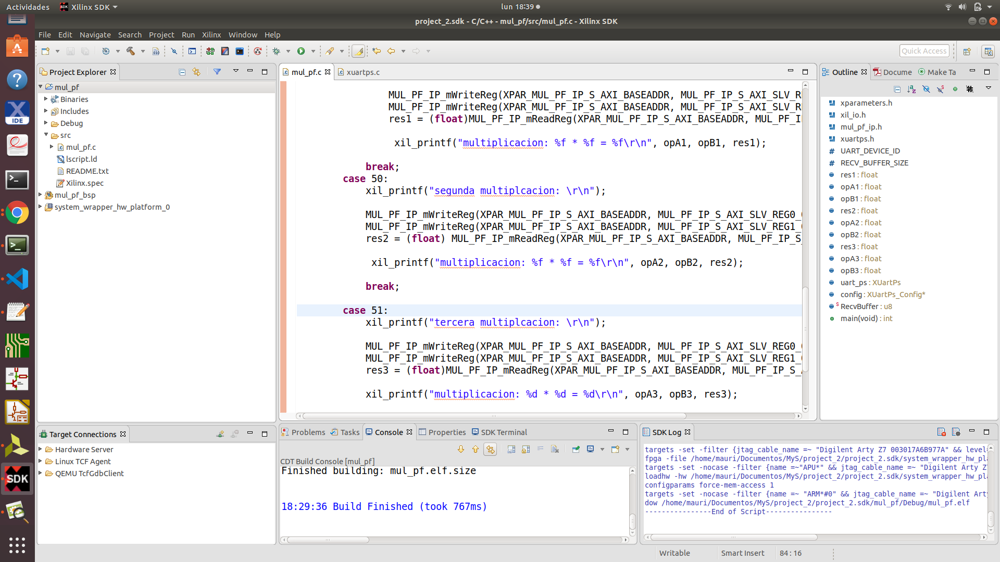 Actividades
Xilinx SDK
lun 18:39
project_2.sdk - C/C++ - mul_pf/src/mul_pf.c - Xilinx SDK
File Edit Navigate Search Project Run Xilinx Window Help
Quick Access
Project Explorer
mul_pf
Binaries
Includes
Debug
src
mul_pf.c
lscript.ld
README.txt
Xilinx.spec
mul_pf_bsp
system_wrapper_hw_platform_0
mul_pf.c
xuartps.c
MUL_PF_IP_mWriteReg(XPAR_MUL_PF_IP_S_AXI_BASEADDR, MUL_PF_IP_S_AXI_SLV_R
MUL_PF_IP_mWriteReg(XPAR_MUL_PF_IP_S_AXI_BASEADDR, MUL_PF_IP_S_AXI_SLV_R
res1 = (float)MUL_PF_IP_mReadReg(XPAR_MUL_PF_IP_S_AXI_BASEADDR, MUL_PF_I
xil_printf("multiplicacion: %f * %f = %f\r\n", opA1, opB1, res1);
break;
case 50:
xil_printf("segunda multiplcacion: \r\n");
MUL_PF_IP_mWriteReg(XPAR_MUL_PF_IP_S_AXI_BASEADDR, MUL_PF_IP_S_AXI_SLV_REG0_
MUL_PF_IP_mWriteReg(XPAR_MUL_PF_IP_S_AXI_BASEADDR, MUL_PF_IP_S_AXI_SLV_REG1_
res2 = (float) MUL_PF_IP_mReadReg(XPAR_MUL_PF_IP_S_AXI_BASEADDR, MUL_PF_IP_S_
xil_printf("multiplicacion: %f * %f = %f\r\n", opA2, opB2, res2);
break;
case 51:
xil_printf("tercera multiplcacion: \r\n");
MUL_PF_IP_mWriteReg(XPAR_MUL_PF_IP_S_AXI_BASEADDR, MUL_PF_IP_S_AXI_SLV_REG0_
MUL_PF_IP_mWriteReg(XPAR_MUL_PF_IP_S_AXI_BASEADDR, MUL_PF_IP_S_AXI_SLV_REG1_
res3 = (float)MUL_PF_IP_mReadReg(XPAR_MUL_PF_IP_S_AXI_BASEADDR, MUL_PF_IP_S_A
xil_printf("multiplicacion: %d * %d = %d\r\n", opA3, opB3, res3);
Outline
Docume
Make Ta
xparameters.h
xil_io.h
mul_pf_ip.h
xuartps.h
UART_DEVICE_ID
RECV_BUFFER_SIZE
res1 : float
opA1 : float
opB1 : float
res2 : float
opA2 : float
opB2 : float
res3 : float
opA3 : float
opB3 : float
uart_ps : XUartPs
config : XUartPs_Config*
RecvBuffer : u8
main(void) : int
Target Connections
Hardware Server
Linux TCF Agent
QEMU TcfGdbClient
Problems Tasks Console Properties SDK Terminal
CDT Build Console [mul_pf]
Finished building: mul_pf.elf.size
18:29:36 Build Finished (took 767ms)
SDK Log
targets -set -filter {jtag_cable_name =~ "Digilent Arty Z7 003017A6B977A" && level=
fpga -file /home/mauri/Documentos/MyS/project_2/project_2.sdk/system_wrapper_hw_pla
targets -set -nocase -filter {name =~"APU*" && jtag_cable_name =~ "Digilent Arty Z
loadhw -hw /home/mauri/Documentos/MyS/project_2/project_2.sdk/system_wrapper_hw_pla
configparams force-mem-access 1
targets -set -nocase -filter {name =~ "ARM*#0" && jtag_cable_name =~ "Digilent Arty
dow /home/mauri/Documentos/MyS/project_2/project_2.sdk/mul_pf/Debug/mul_pf.elf
----------------End of Script----------------
Writable
Smart Insert
84 : 16
IDE
SDK